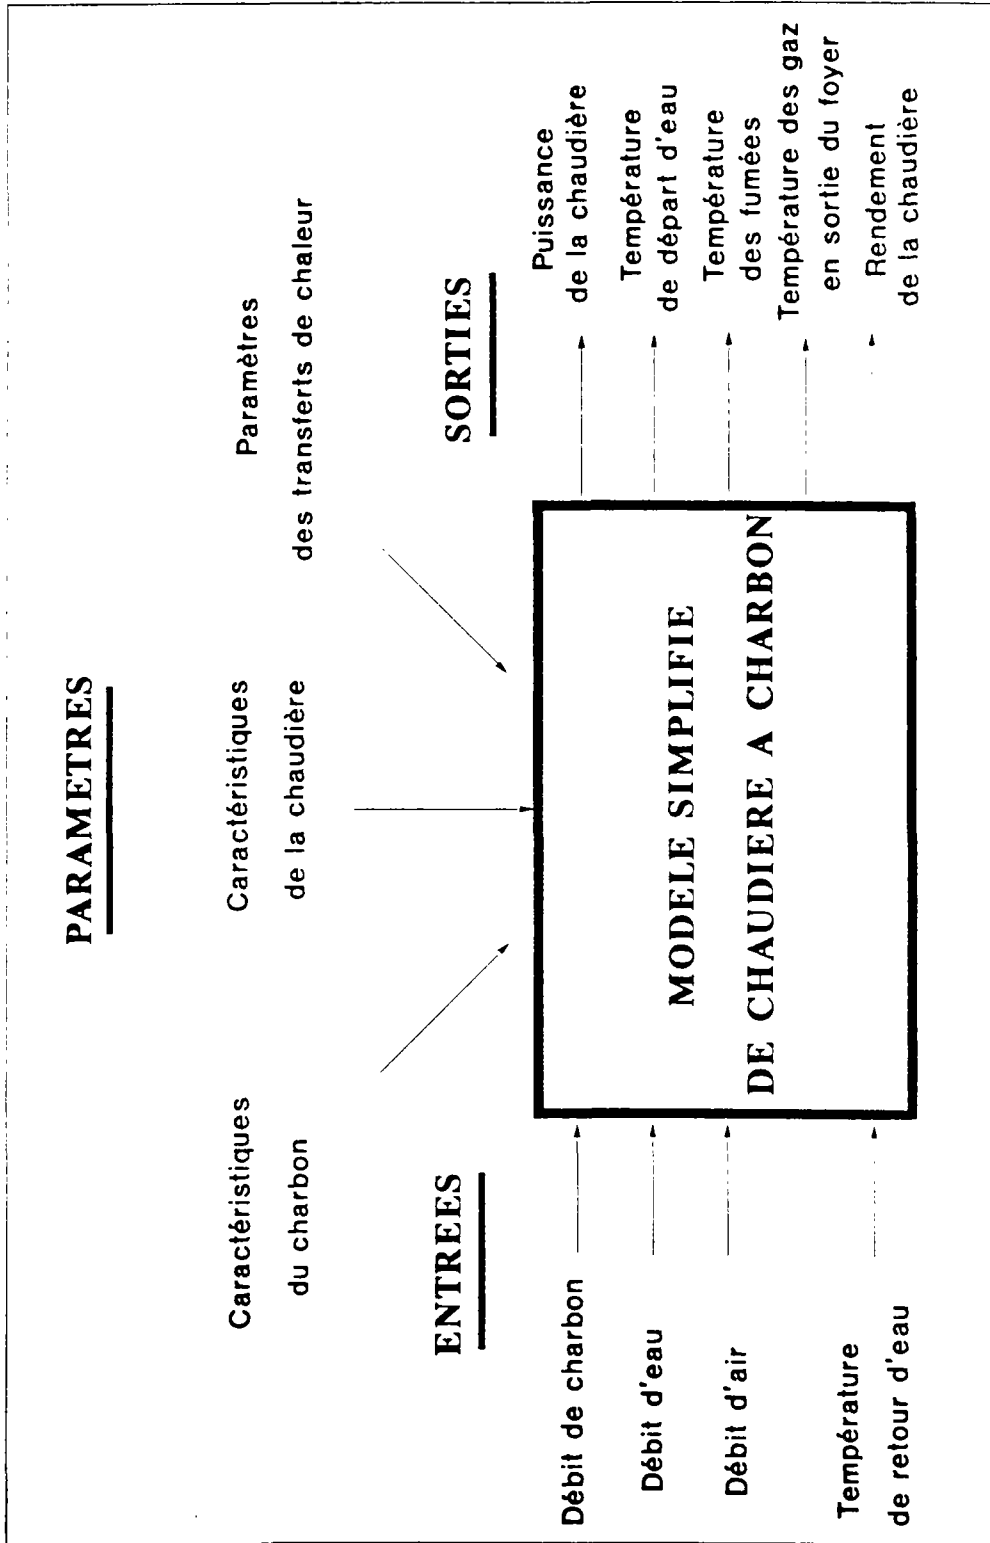 PARAMETRES
Caractéristiques
du charbon
Caractéristiques
de la chaudière
Paramètres
des transferts de chaleur
ENTREES
Débit de charbon
Débit d'eau
Débit d'air
Température
de retour d'eau
MODELE SIMPLIFIE
DE CHAUDIERE A CHARBON
SORTIES
Puissance
de la chaudière
Température
de départ d'eau
Température
des fumées
Température des gaz
en sortie du foyer
Rendement
de la chaudière